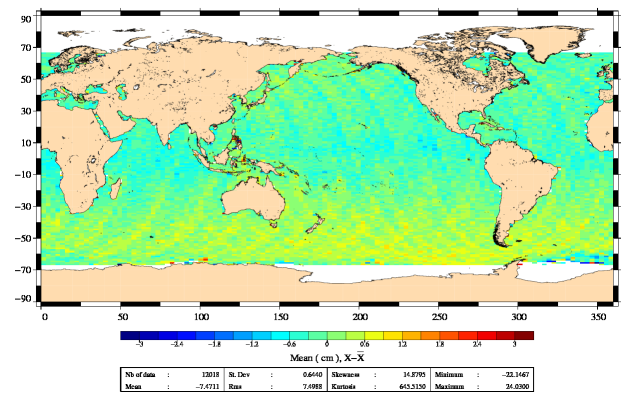 90
70
50
30
10
−10
−30
−50
−70
−90
0 50 100 150 200 250 300 350
−3 −2.4 −1.8 −1.2 −0.6 0 0.6 1.2 1.8 2.4 3
Mean ( cm ), X−X̄
Nb of data : 12018 St. Dev : 0.6440 Skewness : 14.8795 Minimum : −22.1467
Mean : −7.4711 Rms : 7.4988 Kurtosis : 643.5150 Maximum : 24.0300